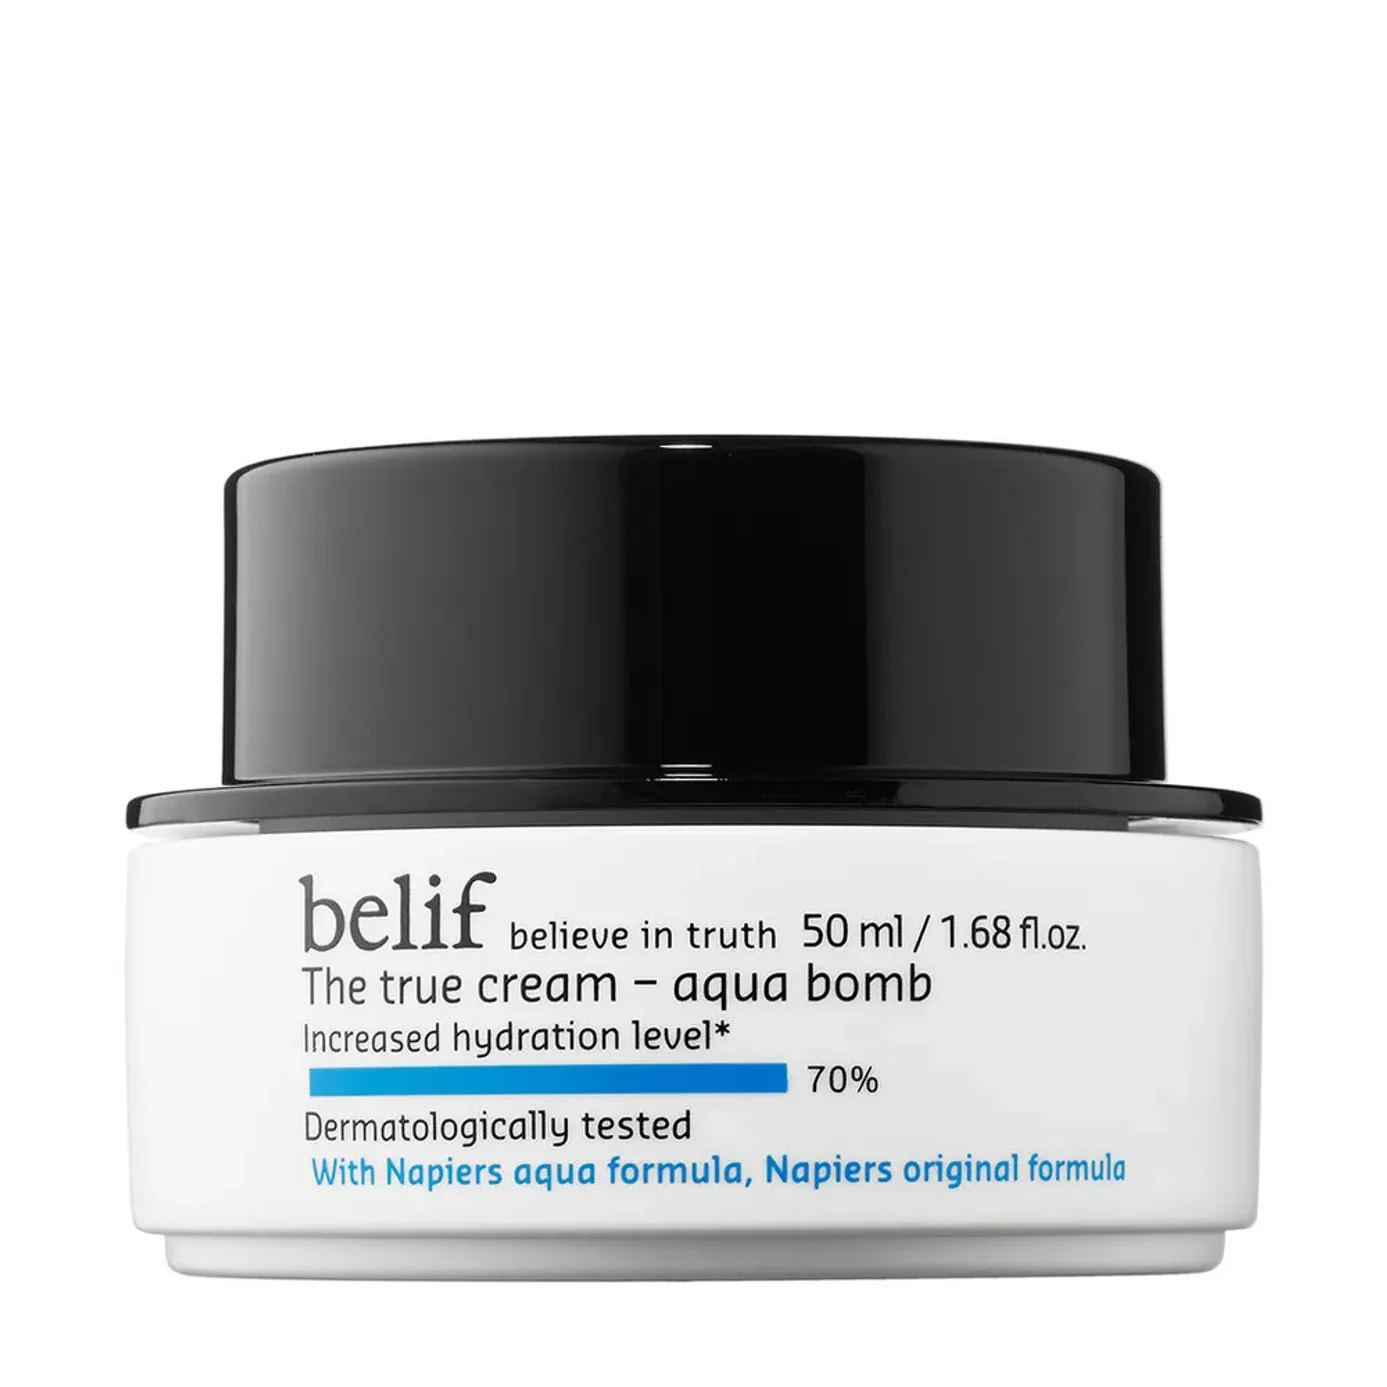 belif believe in truth 50 ml / 1.68 fl.oz.
The true cream – aqua bomb
Increased hydration level*
70%
Dermatologically tested
With Napiers aqua formula, Napiers original formula